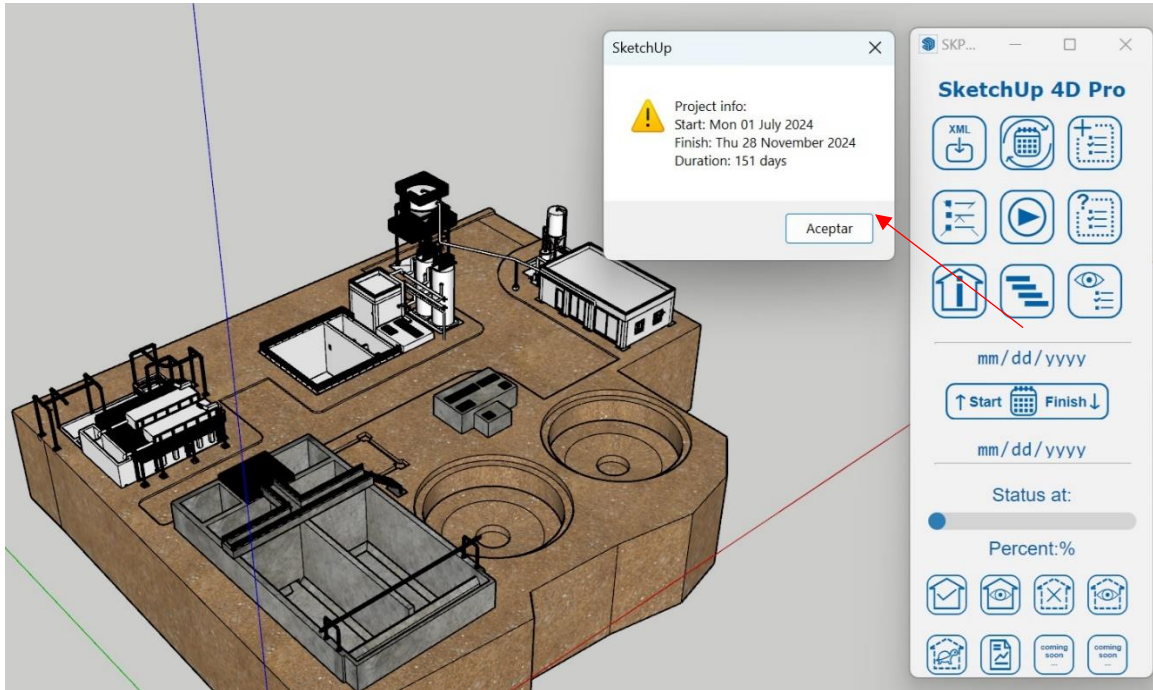 SketchUp
Project info:
Start: Mon 01 July 2024
Finish: Thu 28 November 2024
Duration: 151 days
Aceptar
SKP...
SketchUp 4D Pro
XML
mm/dd/yyyy
↑ Start Finish ↓
mm/dd/yyyy
Status at:
Percent:%
coming
soon
...
coming
soon
...